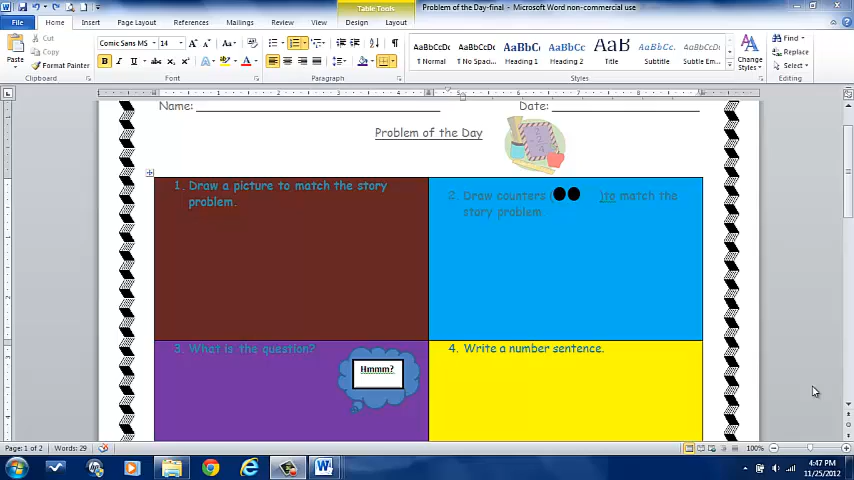 Table Tools
Problem of the Day-final - Microsoft Word non-commercial use
File Home Insert Page Layout References Mailings Review View Design Layout
Cut
Copy
Format Painter
Paste
Clipboard
Comic Sans MS 14
Font
Paragraph
AaBbCcDc AaBbCcDc AaBbC AaBbCc AaB AaBbCc. AaBbCcDc
¶ Normal ¶ No Spac... Heading 1 Heading 2 Title Subtitle Subtle Em...
Change Styles
Styles
Find
Replace
Select
Editing
Name: Date:
Problem of the Day
1. Draw a picture to match the story
problem.
2. Draw counters ( )to match the
story problem
3. What is the question?
Hmmm?
4. Write a number sentence.
Page: 1 of 2 Words: 29
100%
4:47 PM
11/25/2012